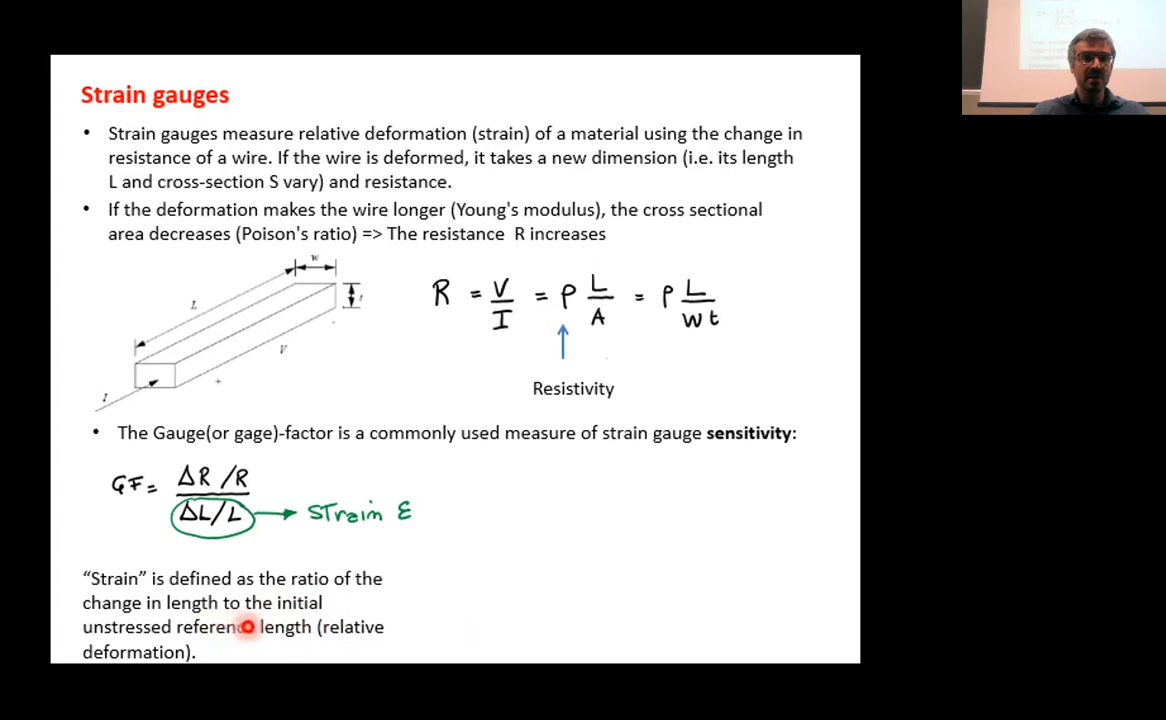 Strain gauges
• Strain gauges measure relative deformation (strain) of a material using the change in
resistance of a wire. If the wire is deformed, it takes a new dimension (i.e. its length
L and cross-section S vary) and resistance.
• If the deformation makes the wire longer (Young's modulus), the cross sectional
area decreases (Poison's ratio) => The resistance R increases
w
L
t
V
I
+
-
R = V/I = ρ L/A = ρ L/wt
Resistivity
• The Gauge(or gage)-factor is a commonly used measure of strain gauge sensitivity:
GF = ΔR/R / ΔL/L → Strain ε
“Strain” is defined as the ratio of the
change in length to the initial
unstressed reference length (relative
deformation).